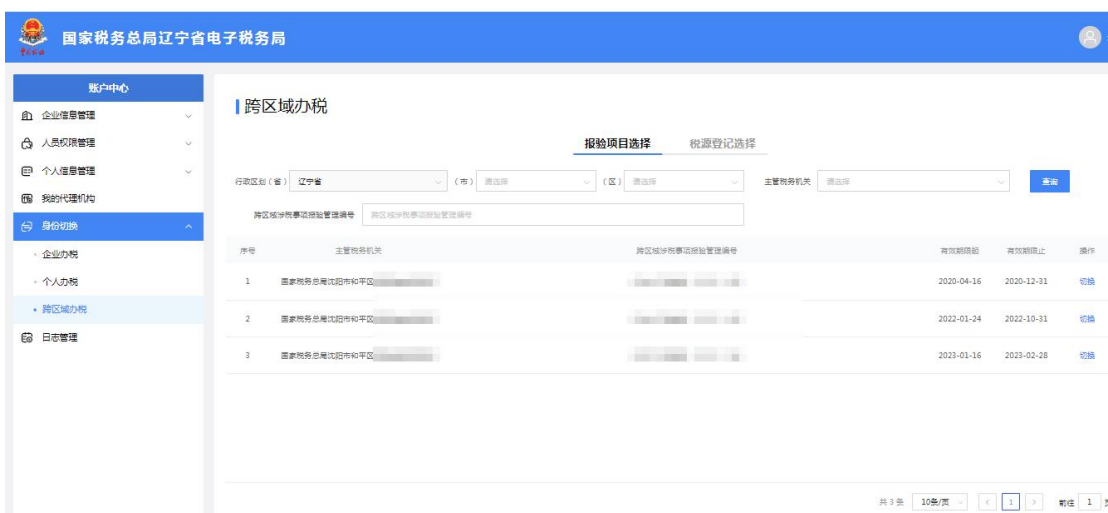 国家税务总局辽宁省电子税务局
账户中心
企业信息管理
人员权限管理
个人信息管理
我的代理机构
身份切换
企业办税
个人办税
跨区域办税
日志管理
跨区域办税
报验项目选择 税源登记选择
行政区划(省) 辽宁省 (市) 请选择 (区) 请选择 主管税务机关 请选择 查询
跨区域涉税事项报验管理编号 跨区域涉税事项报验管理编号
序号 主管税务机关 跨区域涉税事项报验管理编号 有效期限起 有效期限止 操作
1 国家税务总局沈阳市和平区 2020-04-16 2020-12-31 切换
2 国家税务总局沈阳市和平区 2022-01-24 2022-10-31 切换
3 国家税务总局沈阳市和平区 2023-01-16 2023-02-28 切换
共3条 10条/页 < 1 > 前往 1